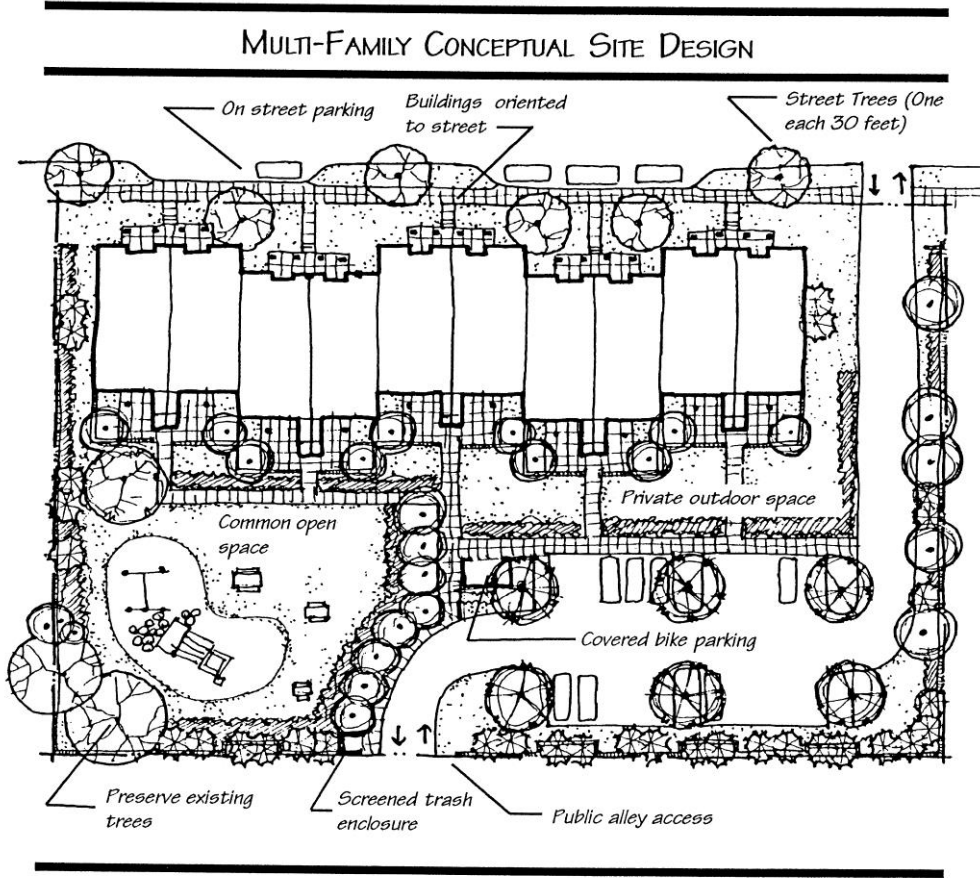 Multi-Family Conceptual Site Design
On street parking
Buildings oriented
to street
Street Trees (One
each 30 feet)
Private outdoor space
Common open
space
Covered bike parking
Preserve existing
trees
Screened trash
enclosure
Public alley access